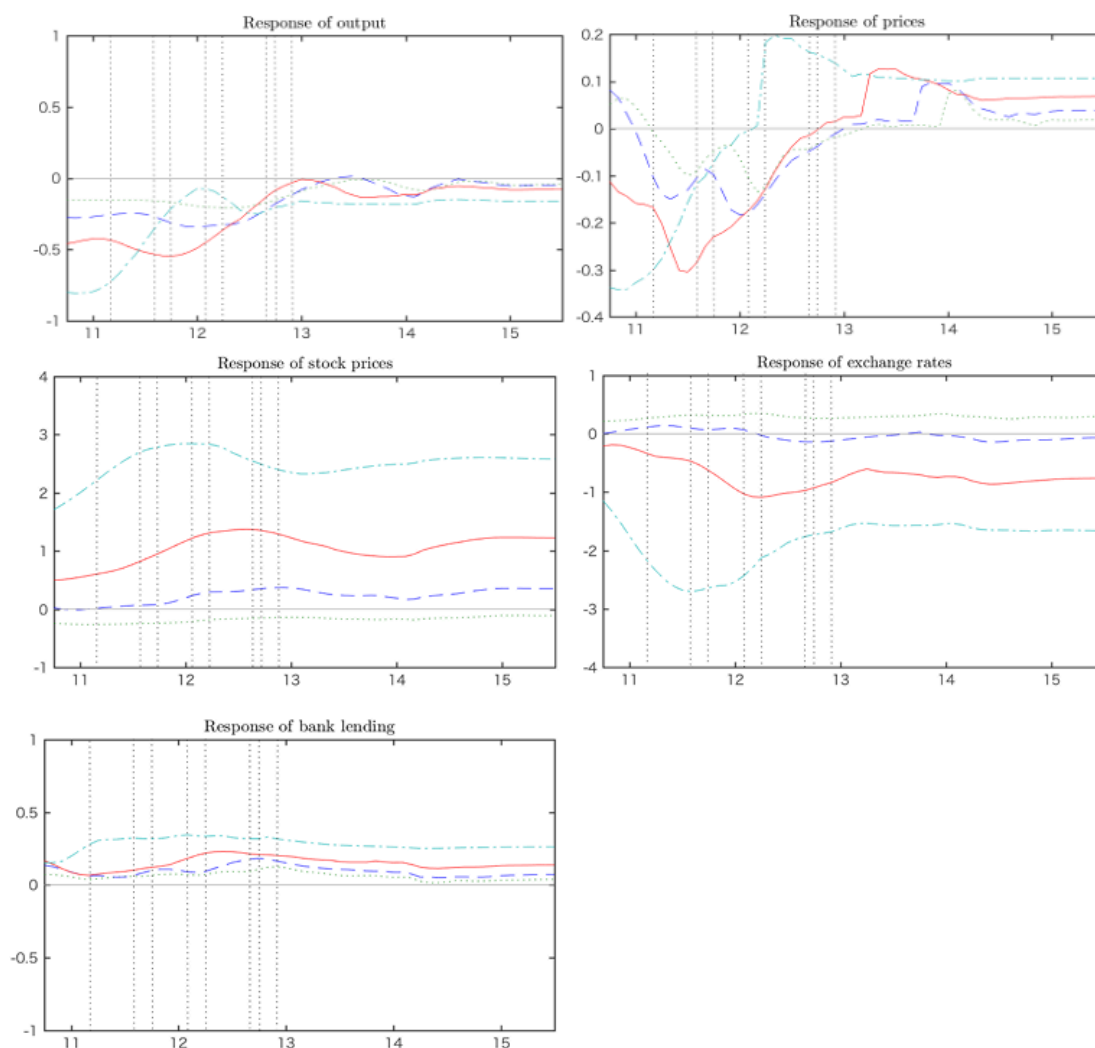 Response of output
1
0.5
0
-0.5
-1
11 12 13 14 15
Response of prices
0.2
0.1
0
-0.1
-0.2
-0.3
-0.4
11 12 13 14 15
Response of stock prices
4
3
2
1
0
-1
11 12 13 14 15
Response of exchange rates
1
0
-1
-2
-3
-4
11 12 13 14 15
Response of bank lending
1
0.5
0
-0.5
-1
11 12 13 14 15